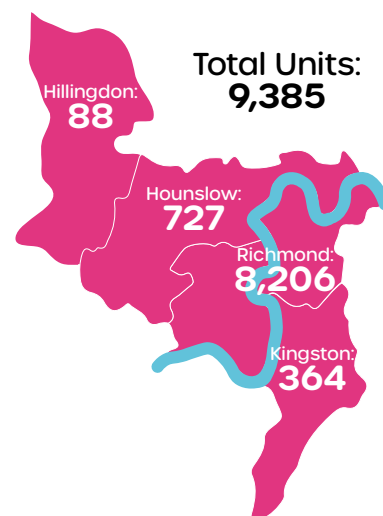 Total Units:
9,385
Hillingdon:
88
Hounslow:
727
Richmond:
8,206
Kingston:
364